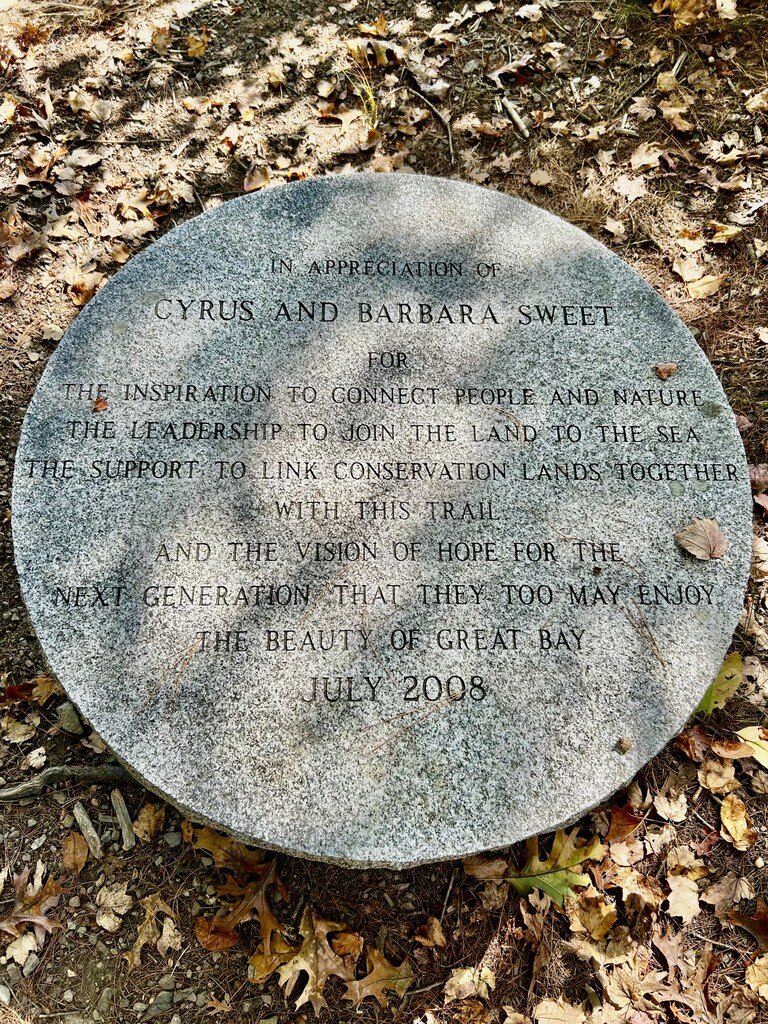 IN APPRECIATION OF
CYRUS AND BARBARA SWEET
FOR
THE INSPIRATION TO CONNECT PEOPLE AND NATURE
THE LEADERSHIP TO JOIN THE LAND TO THE SEA
THE SUPPORT TO LINK CONSERVATION LANDS TOGETHER
WITH THIS TRAIL
AND THE VISION OF HOPE FOR THE
NEXT GENERATION THAT THEY TOO MAY ENJOY
THE BEAUTY OF GREAT BAY
JULY 2008